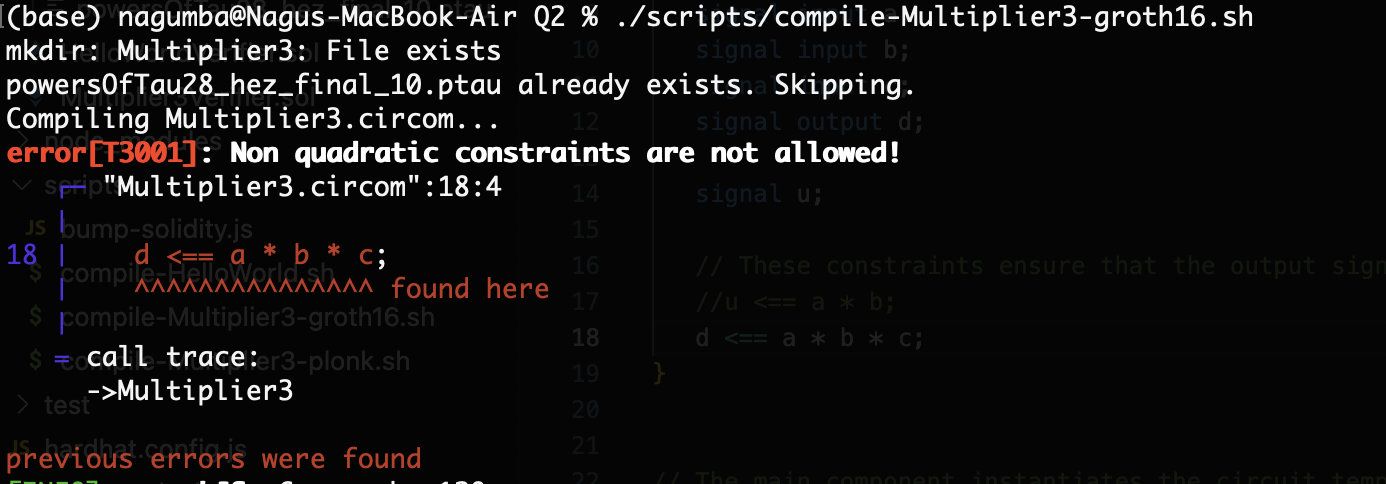 (base) nagumba@Nagus-MacBook-Air Q2 % ./scripts/compile-Multiplier3-groth16.sh
mkdir: Multiplier3: File exists
powersOfTau28_hez_final_10.ptau already exists. Skipping.
Compiling Multiplier3.circom...
error[T3001]: Non quadratic constraints are not allowed!
"Multiplier3.circom":18:4
18 | d <== a * b * c;
^^^^^^^^^^^^^^^ found here
= call trace:
->Multiplier3
previous errors were found
scripts
JS bump-solidity.js
$ compile-HelloWorld.sh
$ compile-Multiplier3-groth16.sh
$ compile-Multiplier3-plonk.sh
> test
JS hardhat.config.js
10 signal input b;
12 signal output d;
14 signal u;
15
16 // These constraints ensure that the output sign
17 //u <== a * b;
18 d <== a * b * c;
19 }
20
21
22 // The main component instantiates the circuit temp